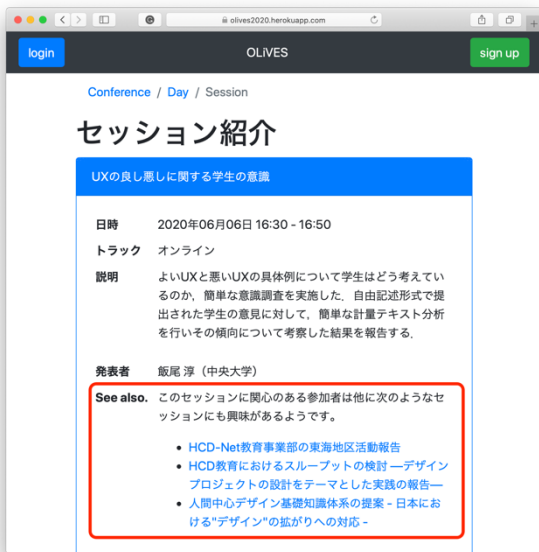 olives2020.herokuapp.com
login
OLiVES
sign up
Conference / Day / Session
セッション紹介
UXの良し悪しに関する学生の意識
日時 2020年06月06日 16:30 - 16:50
トラック オンライン
説明 よいUXと悪いUXの具体例について学生はどう考えてい
るのか，簡単な意識調査を実施した．自由記述形式で提
出された学生の意見に対して，簡単な計量テキスト分析
を行いその傾向について考察した結果を報告する．
発表者 飯尾 淳（中央大学）
See also. このセッションに関心のある参加者は他に次のようなセ
ッションにも興味があるようです。
• HCD-Net教育事業部の東海地区活動報告
• HCD教育におけるスループットの検討 ―デザイン
プロジェクトの設計をテーマとした実践の報告―
• 人間中心デザイン基礎知識体系の提案 - 日本にお
ける"デザイン"の拡がりへの対応 -